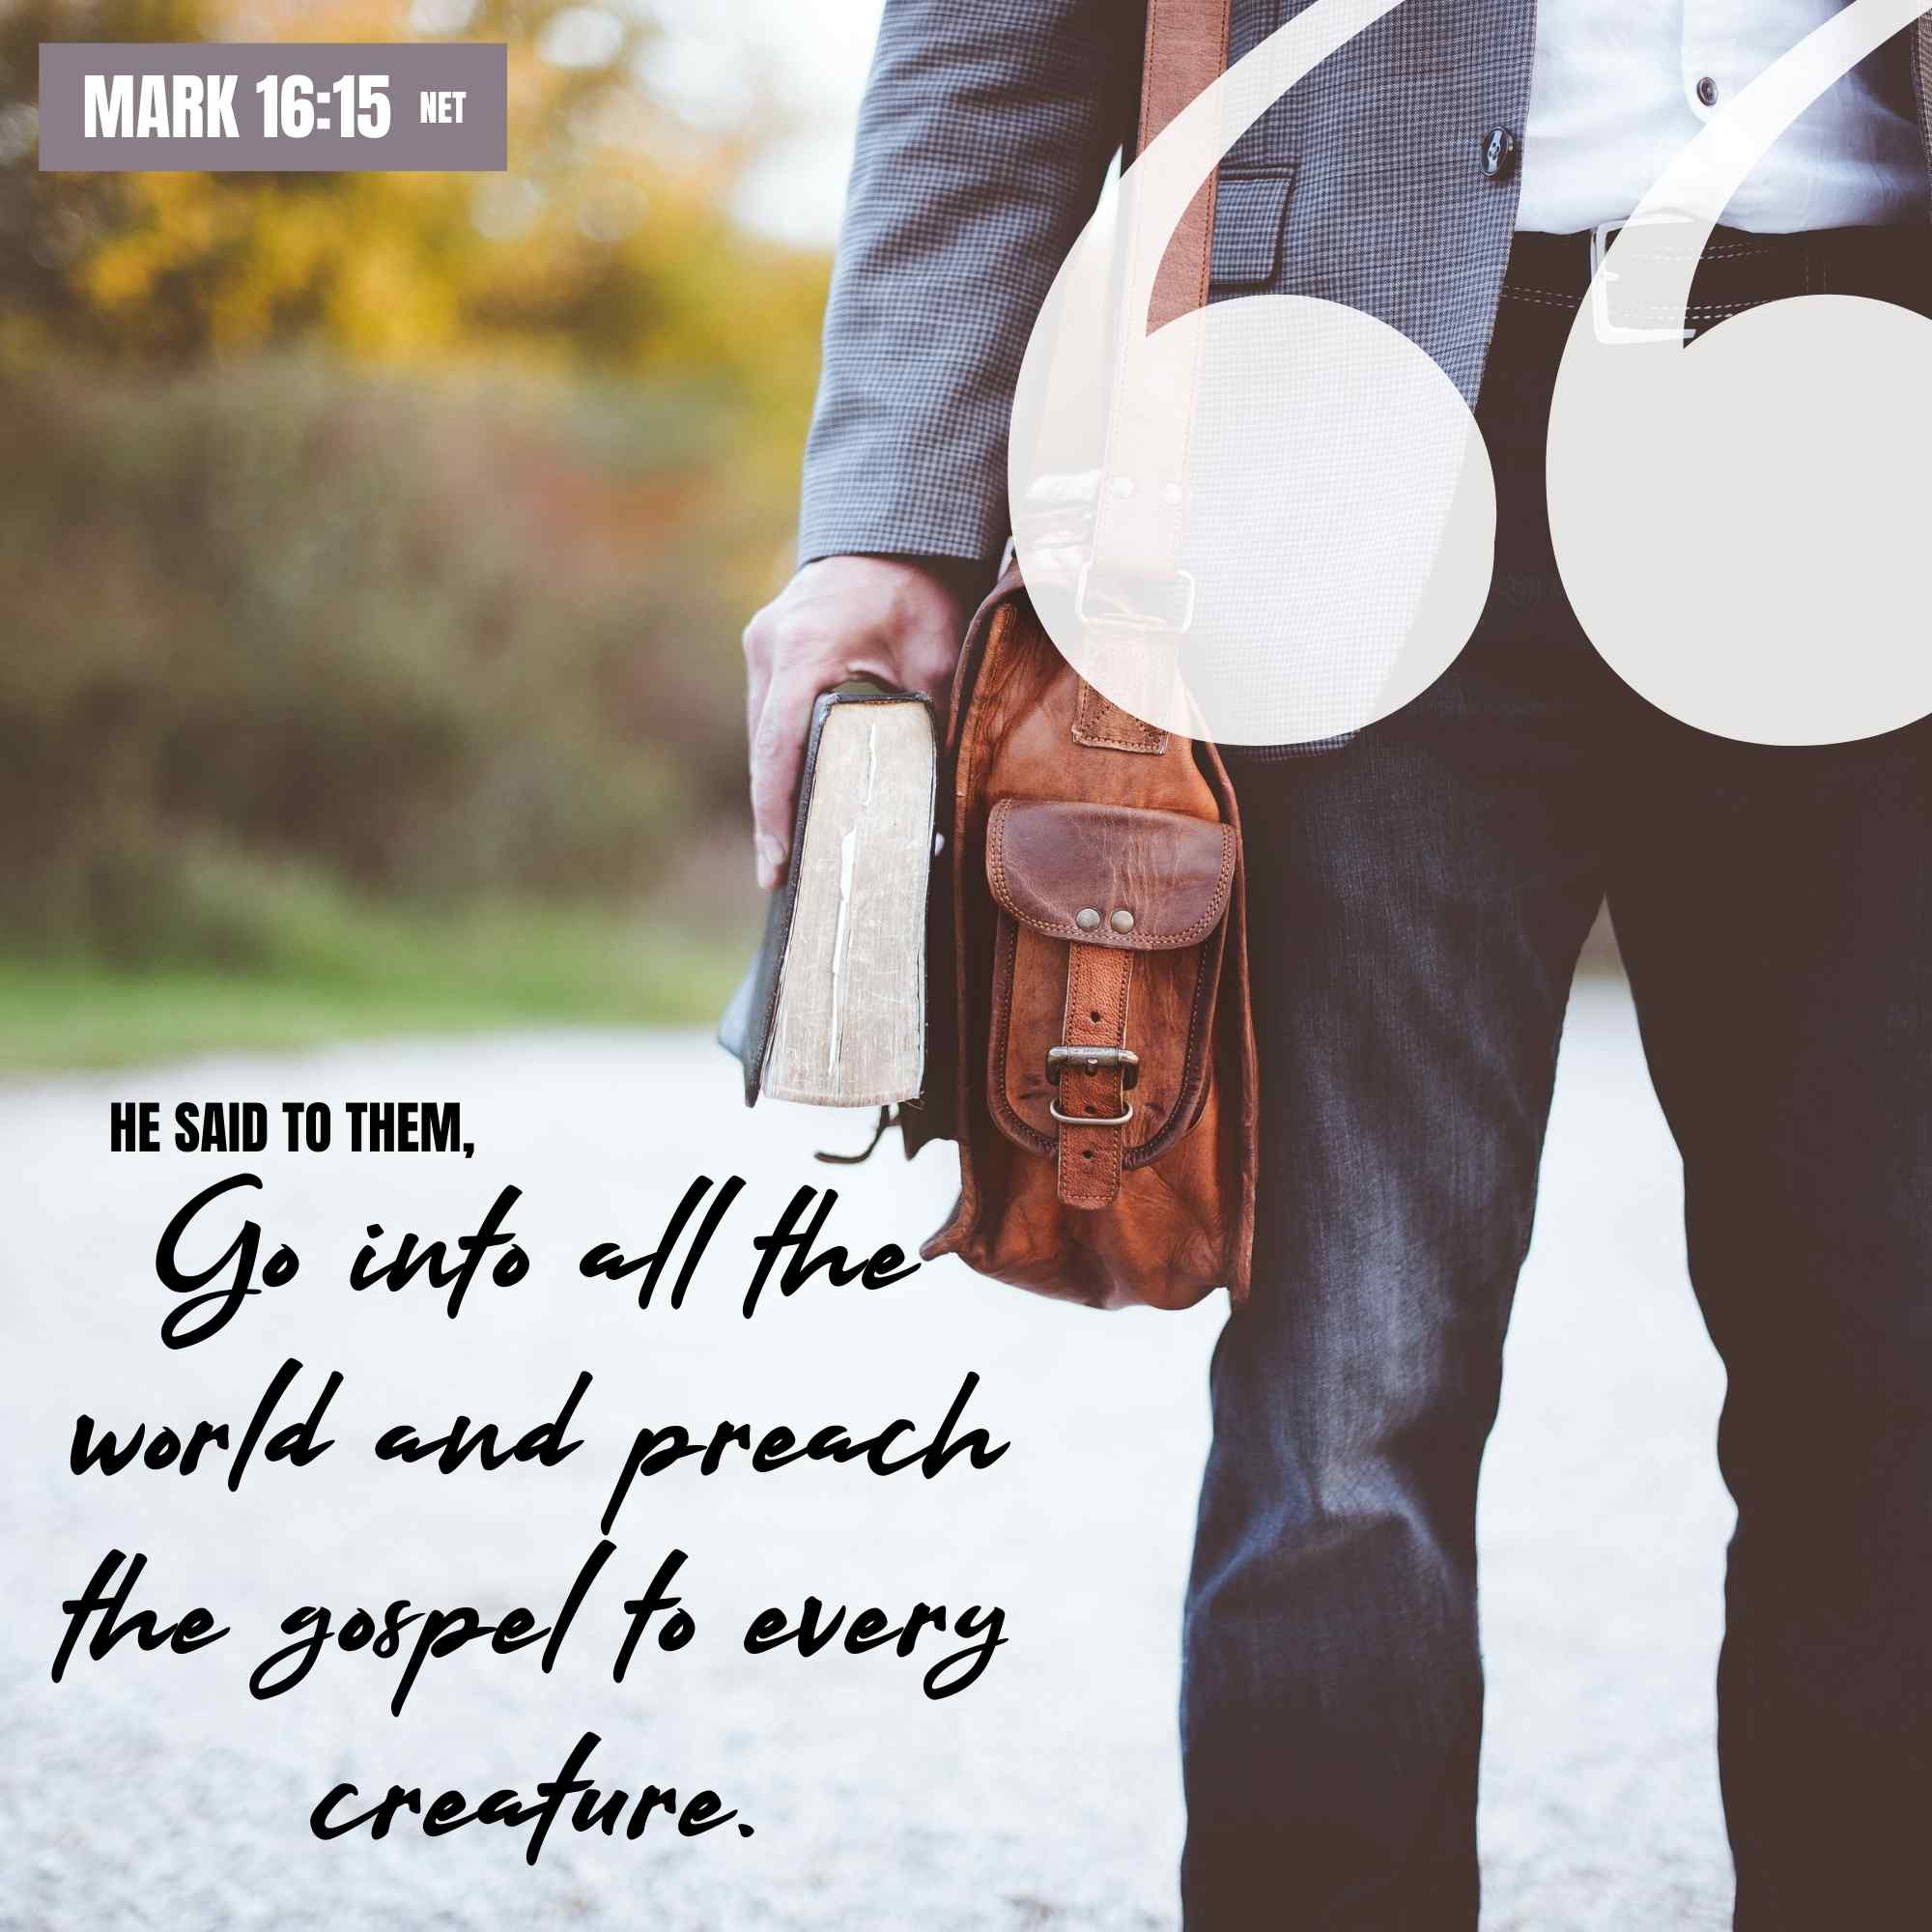 MARK 16:15 NET
HE SAID TO THEM,
Go into all the
world and preach
the gospel to every
creature.